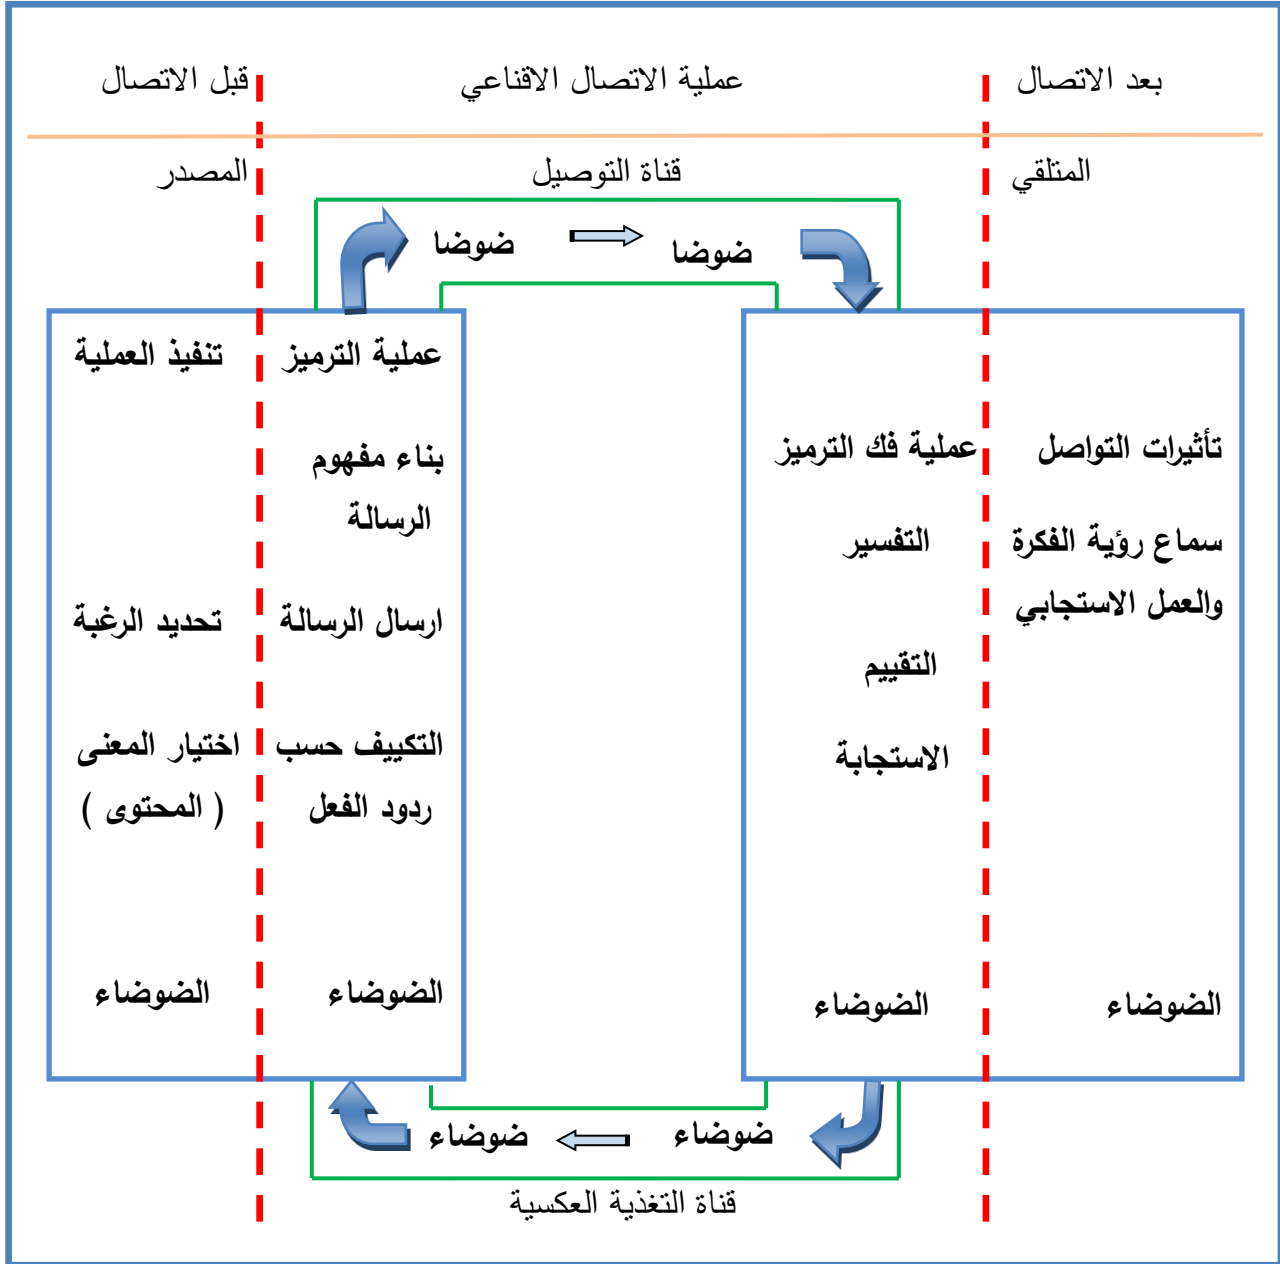 قبل الاتصال
عملية الاتصال الاقناعي
بعد الاتصال
المصدر
قناة التوصيل
المتلقي
ضوضا
ضوضا
تنفيذ العملية
تحديد الرغبة
اختيار المعنى
( المحتوى )
الضوضاء
عملية الترميز
بناء مفهوم
الرسالة
ارسال الرسالة
التكييف حسب
ردود الفعل
الضوضاء
عملية فك الترميز
التفسير
التقييم
الاستجابة
الضوضاء
تأثيرات التواصل
سماع رؤية الفكرة
والعمل الاستجابي
الضوضاء
ضوضاء
ضوضاء
قناة التغذية العكسية